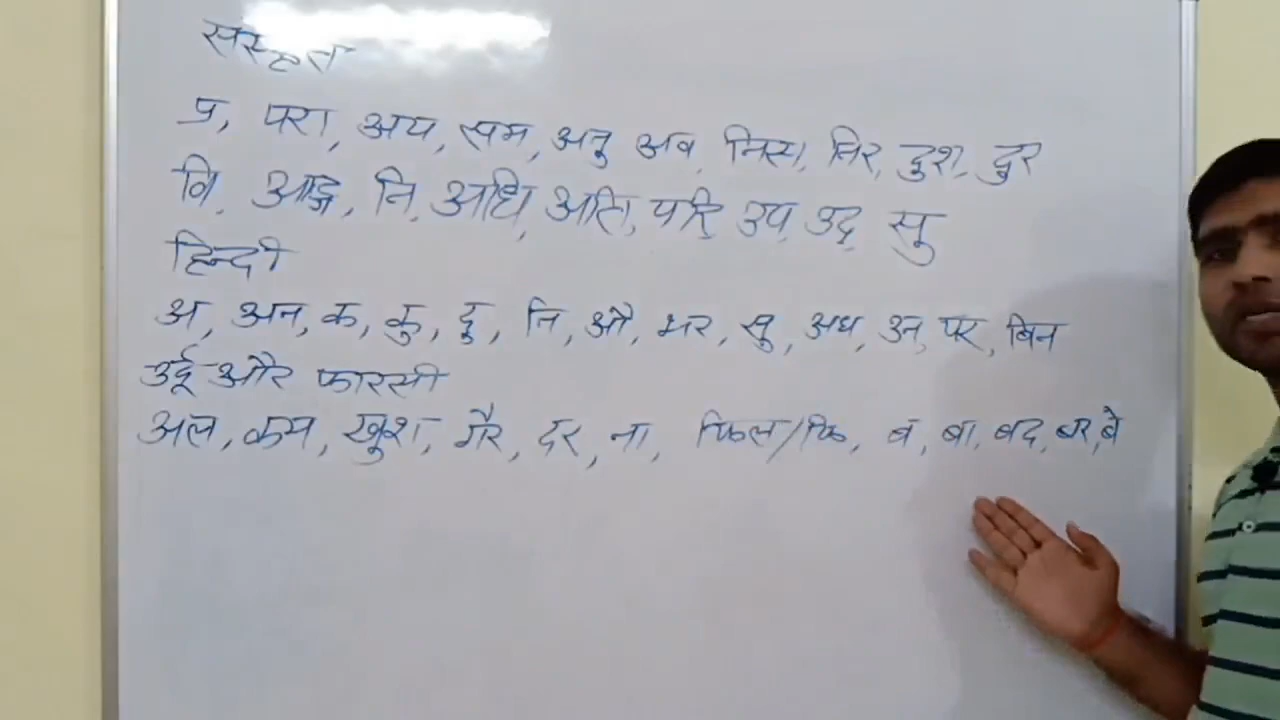 संस्कृत
प्र, परा, अप, सम, अनु अव, निस, निर, दुश, दुर
वि, आङ, नि, अधि, अति, परि, उप, उद्, सु
हिन्दी
अ, अन, क, कु, दु, नि, औ, भर, सु, अध, उन, पर, बिन
उर्दू और फारसी
अल, कम, खुश, गैर, दर, ना, फिल/फि, ब, बा, बद, बर, बे